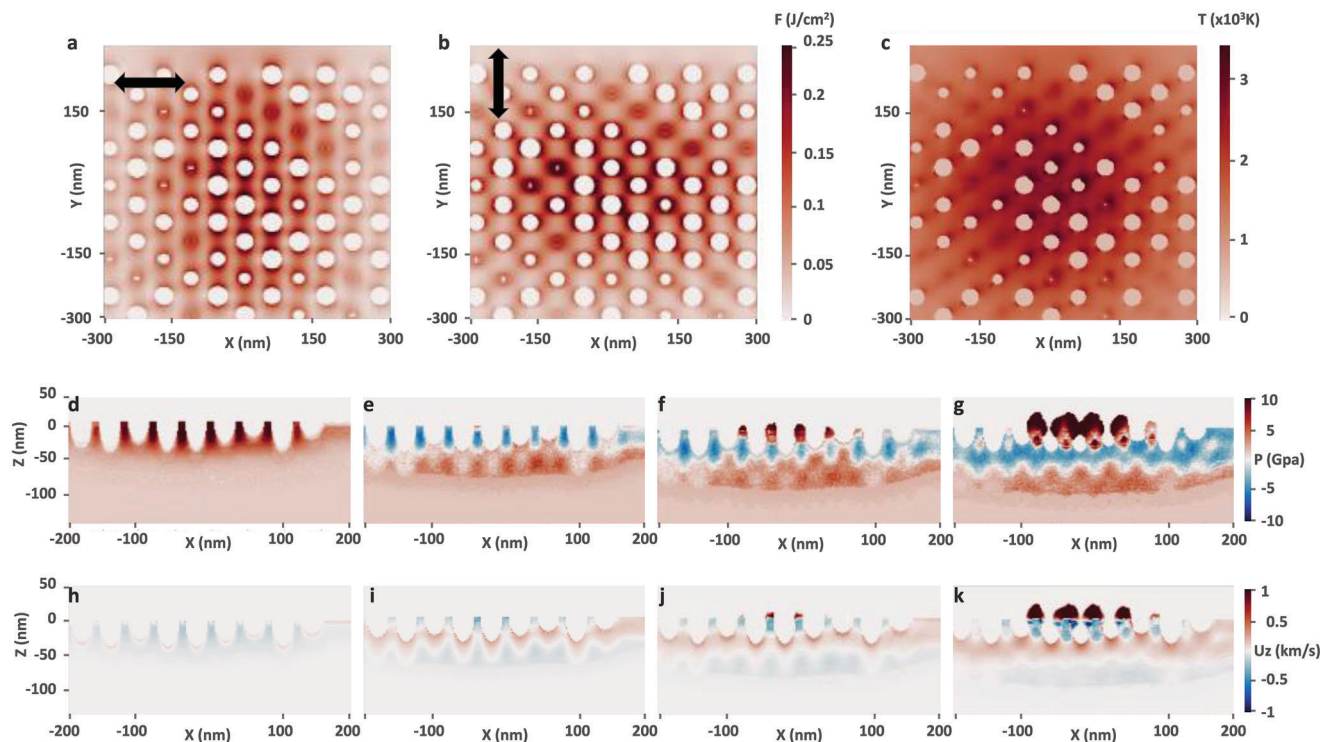 F (J/cm²)
T (x10³K)
a
b
c
0.25
0.2
0.15
0.1
0.05
0
3
2
1
0
Y (nm)
150
-150
-300
Y (nm)
150
-150
-300
Y (nm)
150
-150
-300
-300 -150 150 300
X (nm)
-300 -150 150 300
X (nm)
-300 -150 150 300
X (nm)
d
e
f
g
Z (nm)
50
0
-50
-100
10
5
P (Gpa)
-5
-10
-200 -100 100 200
X (nm)
-100 100 200
X (nm)
-100 100 200
X (nm)
-100 100 200
X (nm)
h
i
j
k
Z (nm)
50
0
-50
-100
1
0.5
Uz (km/s)
-0.5
-1
-200 -100 100 200
X (nm)
-100 100 200
X (nm)
-100 100 200
X (nm)
-100 100 200
X (nm)